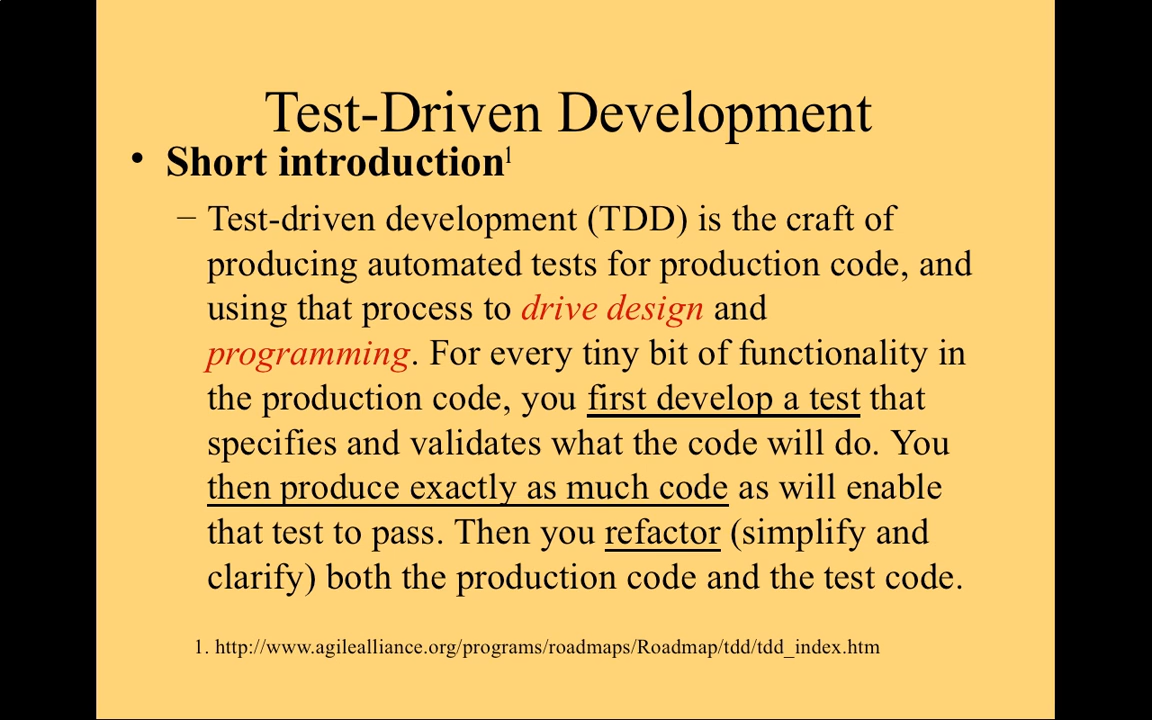 Test-Driven Development
• Short introduction1
– Test-driven development (TDD) is the craft of
producing automated tests for production code, and
using that process to drive design and
programming. For every tiny bit of functionality in
the production code, you first develop a test that
specifies and validates what the code will do. You
then produce exactly as much code as will enable
that test to pass. Then you refactor (simplify and
clarify) both the production code and the test code.
1. http://www.agilealliance.org/programs/roadmaps/Roadmap/tdd/tdd_index.htm